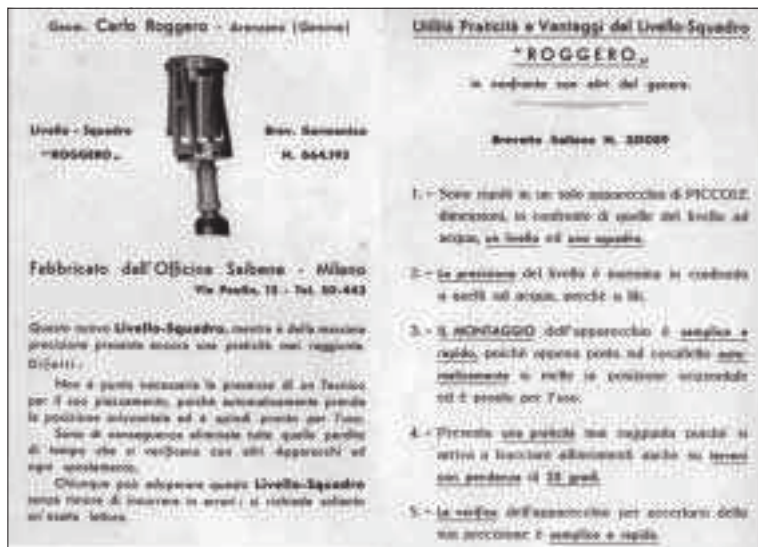 Geom. Carlo Roggero - Arenzano (Genova)
Livello - Squadro
"ROGGERO„
Brev. Germanico
N. 664.193
Fabbricato dall'Officina Saibene - Milano
Via Paullo, 12 - Tel. 50-443
Questo nuovo Livello-Squadro, mentre è della massima
precisione presenta ancora una praticità mai raggiunta.
Difatti:
Non è punto necessaria la presenza di un Tecnico
per il suo piazzamento, poichè automaticamente prende
la posizione orizzontale ed è quindi pronto per l'uso.
Sono di conseguenza eliminate tutte quelle perdite
di tempo che si verificano con altri Apparecchi ad
ogni spostamento.
Chiunque può adoperare questo Livello-Squadro
senza timore di incorrere in errori: si richiede soltanto
un'esatta lettura.
Utilità Praticità e Vantaggi del Livello-Squadro
"ROGGERO„
in confronto con altri del genere.
Brevetto Italiano N.
1. - Sono riuniti in un solo apparecchio di PICCOLE
dimensioni, in confronto di quelle del livello ad
acqua, un livello ed uno squadro.
2. - La precisione del livello è massima in confronto
a quelli ad acqua, perchè a
3. - IL MONTAGGIO dell'apparecchio è semplice e
rapido, poichè appena posto sul cavalletto auto-
maticamente si mette in posizione orizzontale
ed è pronto per l'uso.
4. - Presenta una praticità mai raggiunta poichè si
arriva a tracciare allineamenti anche su terreni
con pendenza di 25 gradi.
5. - La verifica dell'apparecchio per accertarsi della
sua precisione è semplice e rapida.